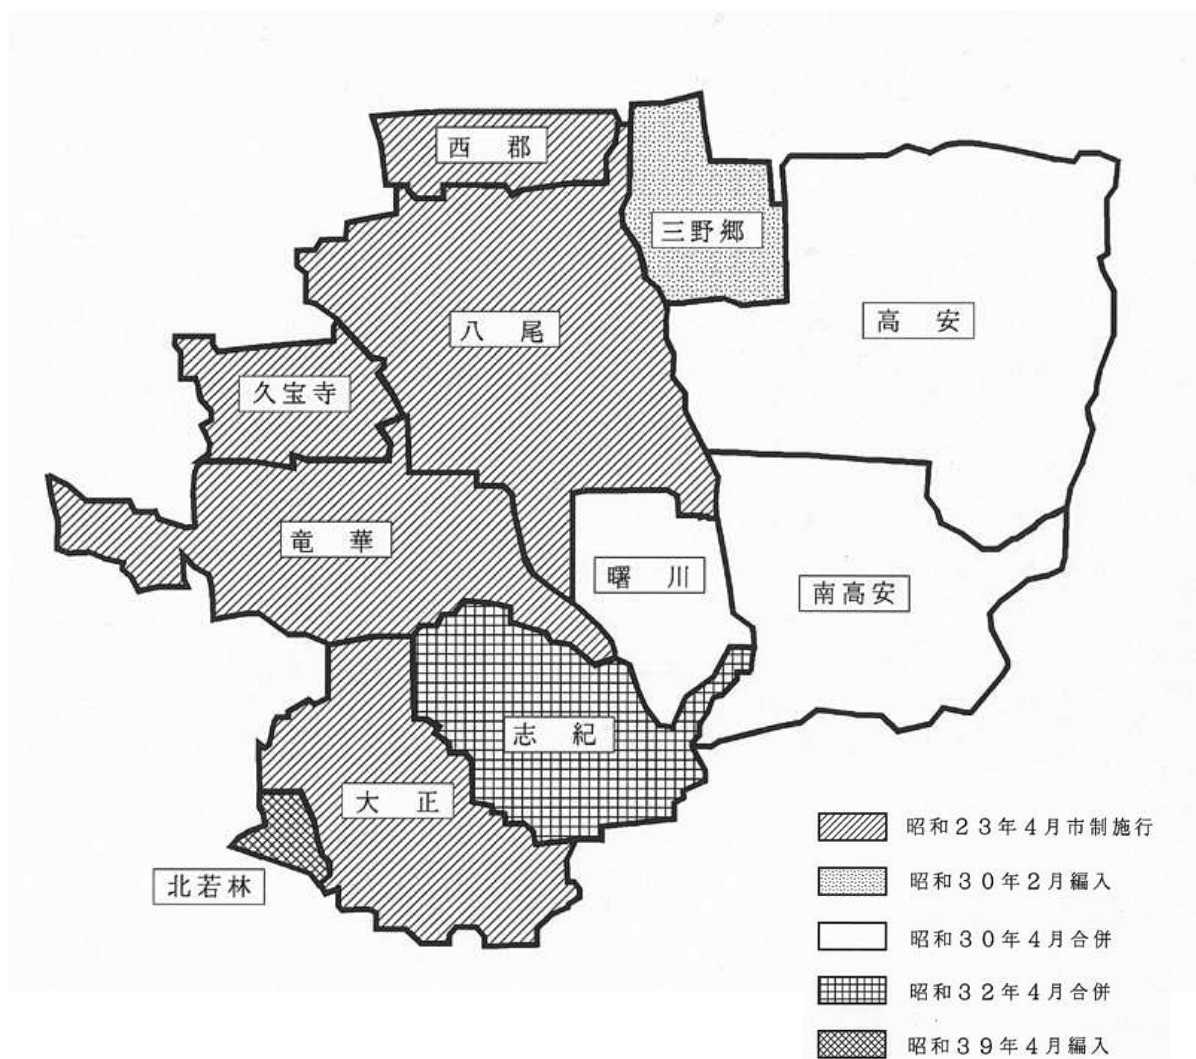 西 郡
三野郷
高 安
八 尾
久宝寺
竜 華
曙 川
南高安
志 紀
大 正
北若林
昭和23年4月市制施行
昭和30年2月編入
昭和30年4月合併
昭和32年4月合併
昭和39年4月編入